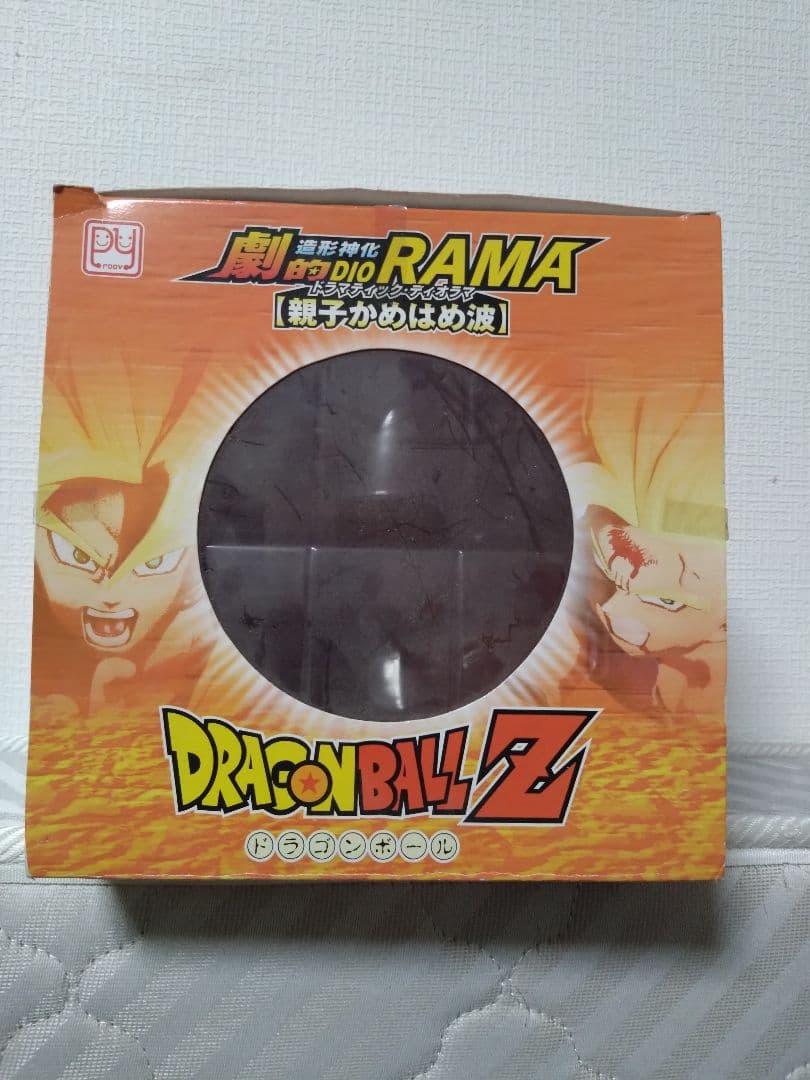 Proovy
造形神化
劇的DIORAMA
ドラマティック・ディオラマ
【親子かめはめ波】
DRAGONBALL Z
ドラゴンボール